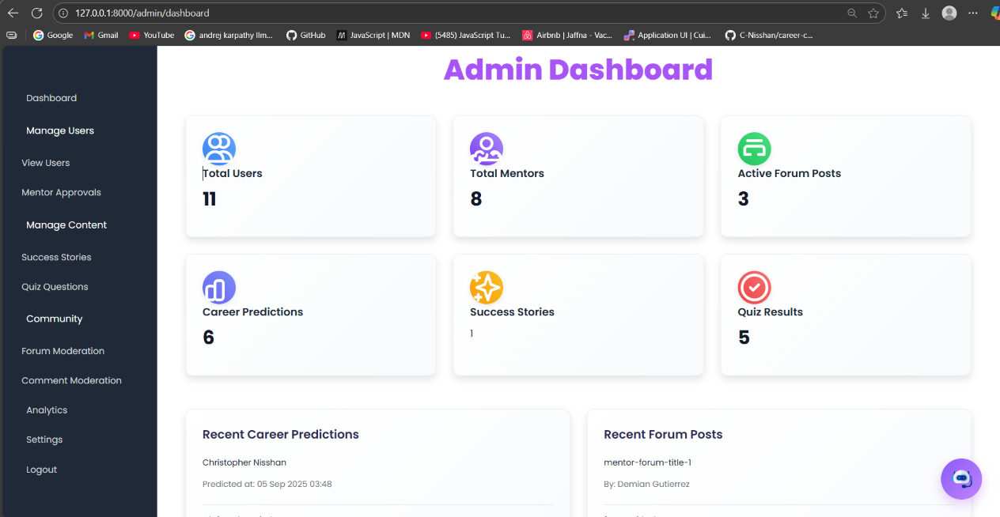 127.0.0.1:8000/admin/dashboard
Google
Gmail
YouTube
andrej karpathy llm...
GitHub
JavaScript | MDN
(5485) JavaScript Tu...
Airbnb | Jaffna - Vac...
Application UI | Cui...
C-Nisshan/career-c...
Dashboard
Manage Users
View Users
Mentor Approvals
Manage Content
Success Stories
Quiz Questions
Community
Forum Moderation
Comment Moderation
Analytics
Settings
Logout
Admin Dashboard
Total Users
11
Total Mentors
8
Active Forum Posts
3
Career Predictions
6
Success Stories
1
Quiz Results
5
Recent Career Predictions
Christopher Nisshan
Predicted at: 05 Sep 2025 03:48
Recent Forum Posts
mentor-forum-title-1
By: Demian Gutierrez